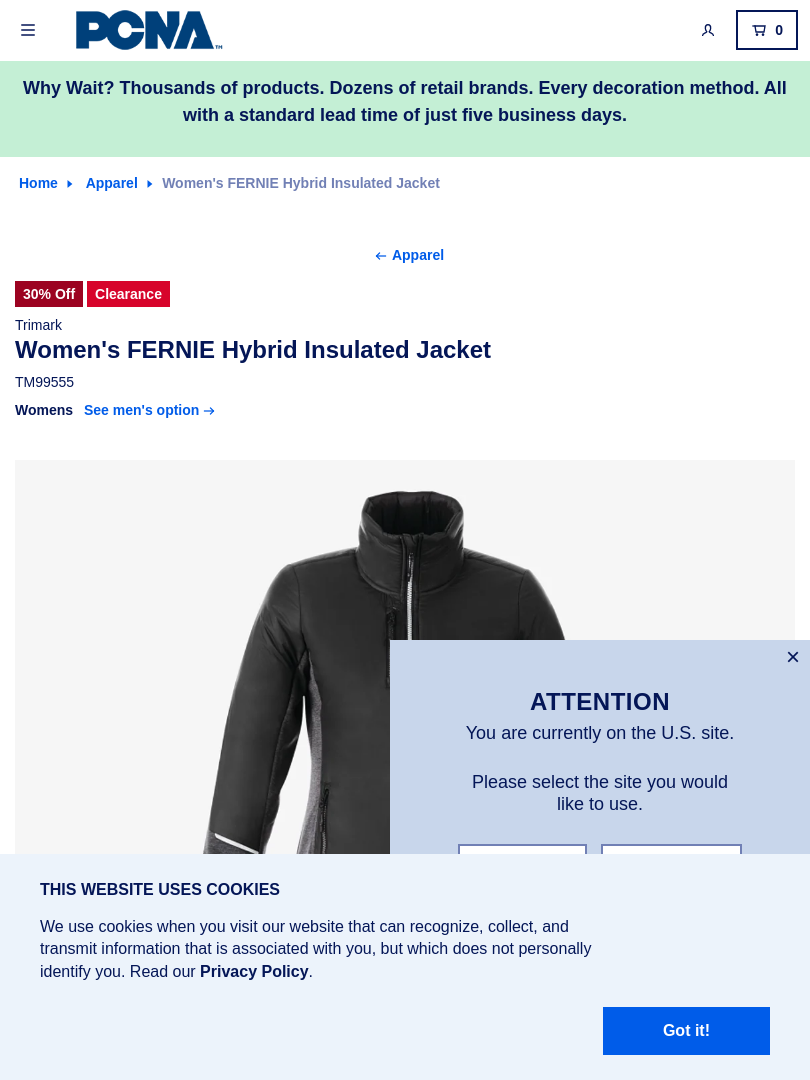 PCNA™
0
Why Wait? Thousands of products. Dozens of retail brands. Every decoration method. All
with a standard lead time of just five business days.
Home
Apparel
Women's FERNIE Hybrid Insulated Jacket
← Apparel
30% Off
Clearance
Trimark
Women's FERNIE Hybrid Insulated Jacket
TM99555
Womens
See men's option →
×
ATTENTION
You are currently on the U.S. site.
Please select the site you would
like to use.
THIS WEBSITE USES COOKIES
We use cookies when you visit our website that can recognize, collect, and
transmit information that is associated with you, but which does not personally
identify you. Read our Privacy Policy.
Got it!